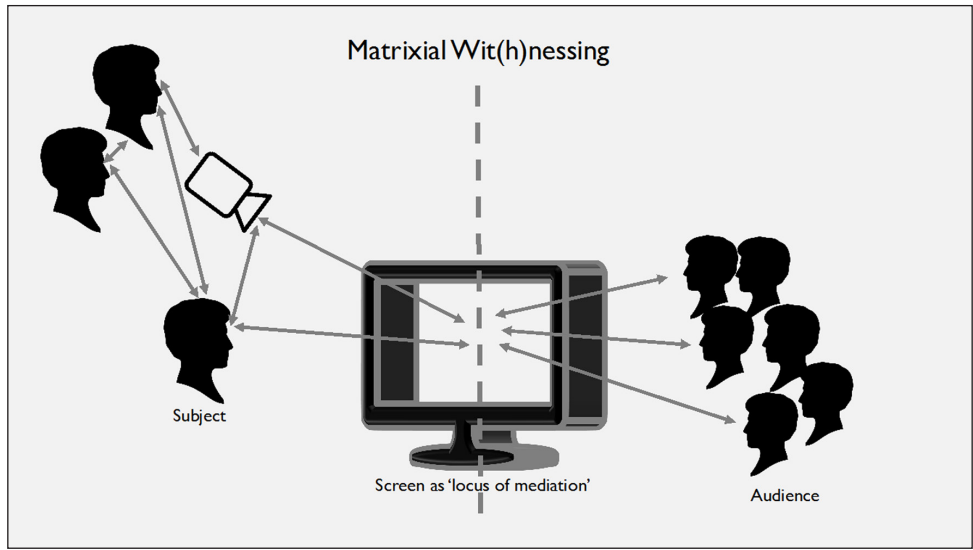 Matrixial Wit(h)nessing
Subject
Screen as ‘locus of mediation’
Audience